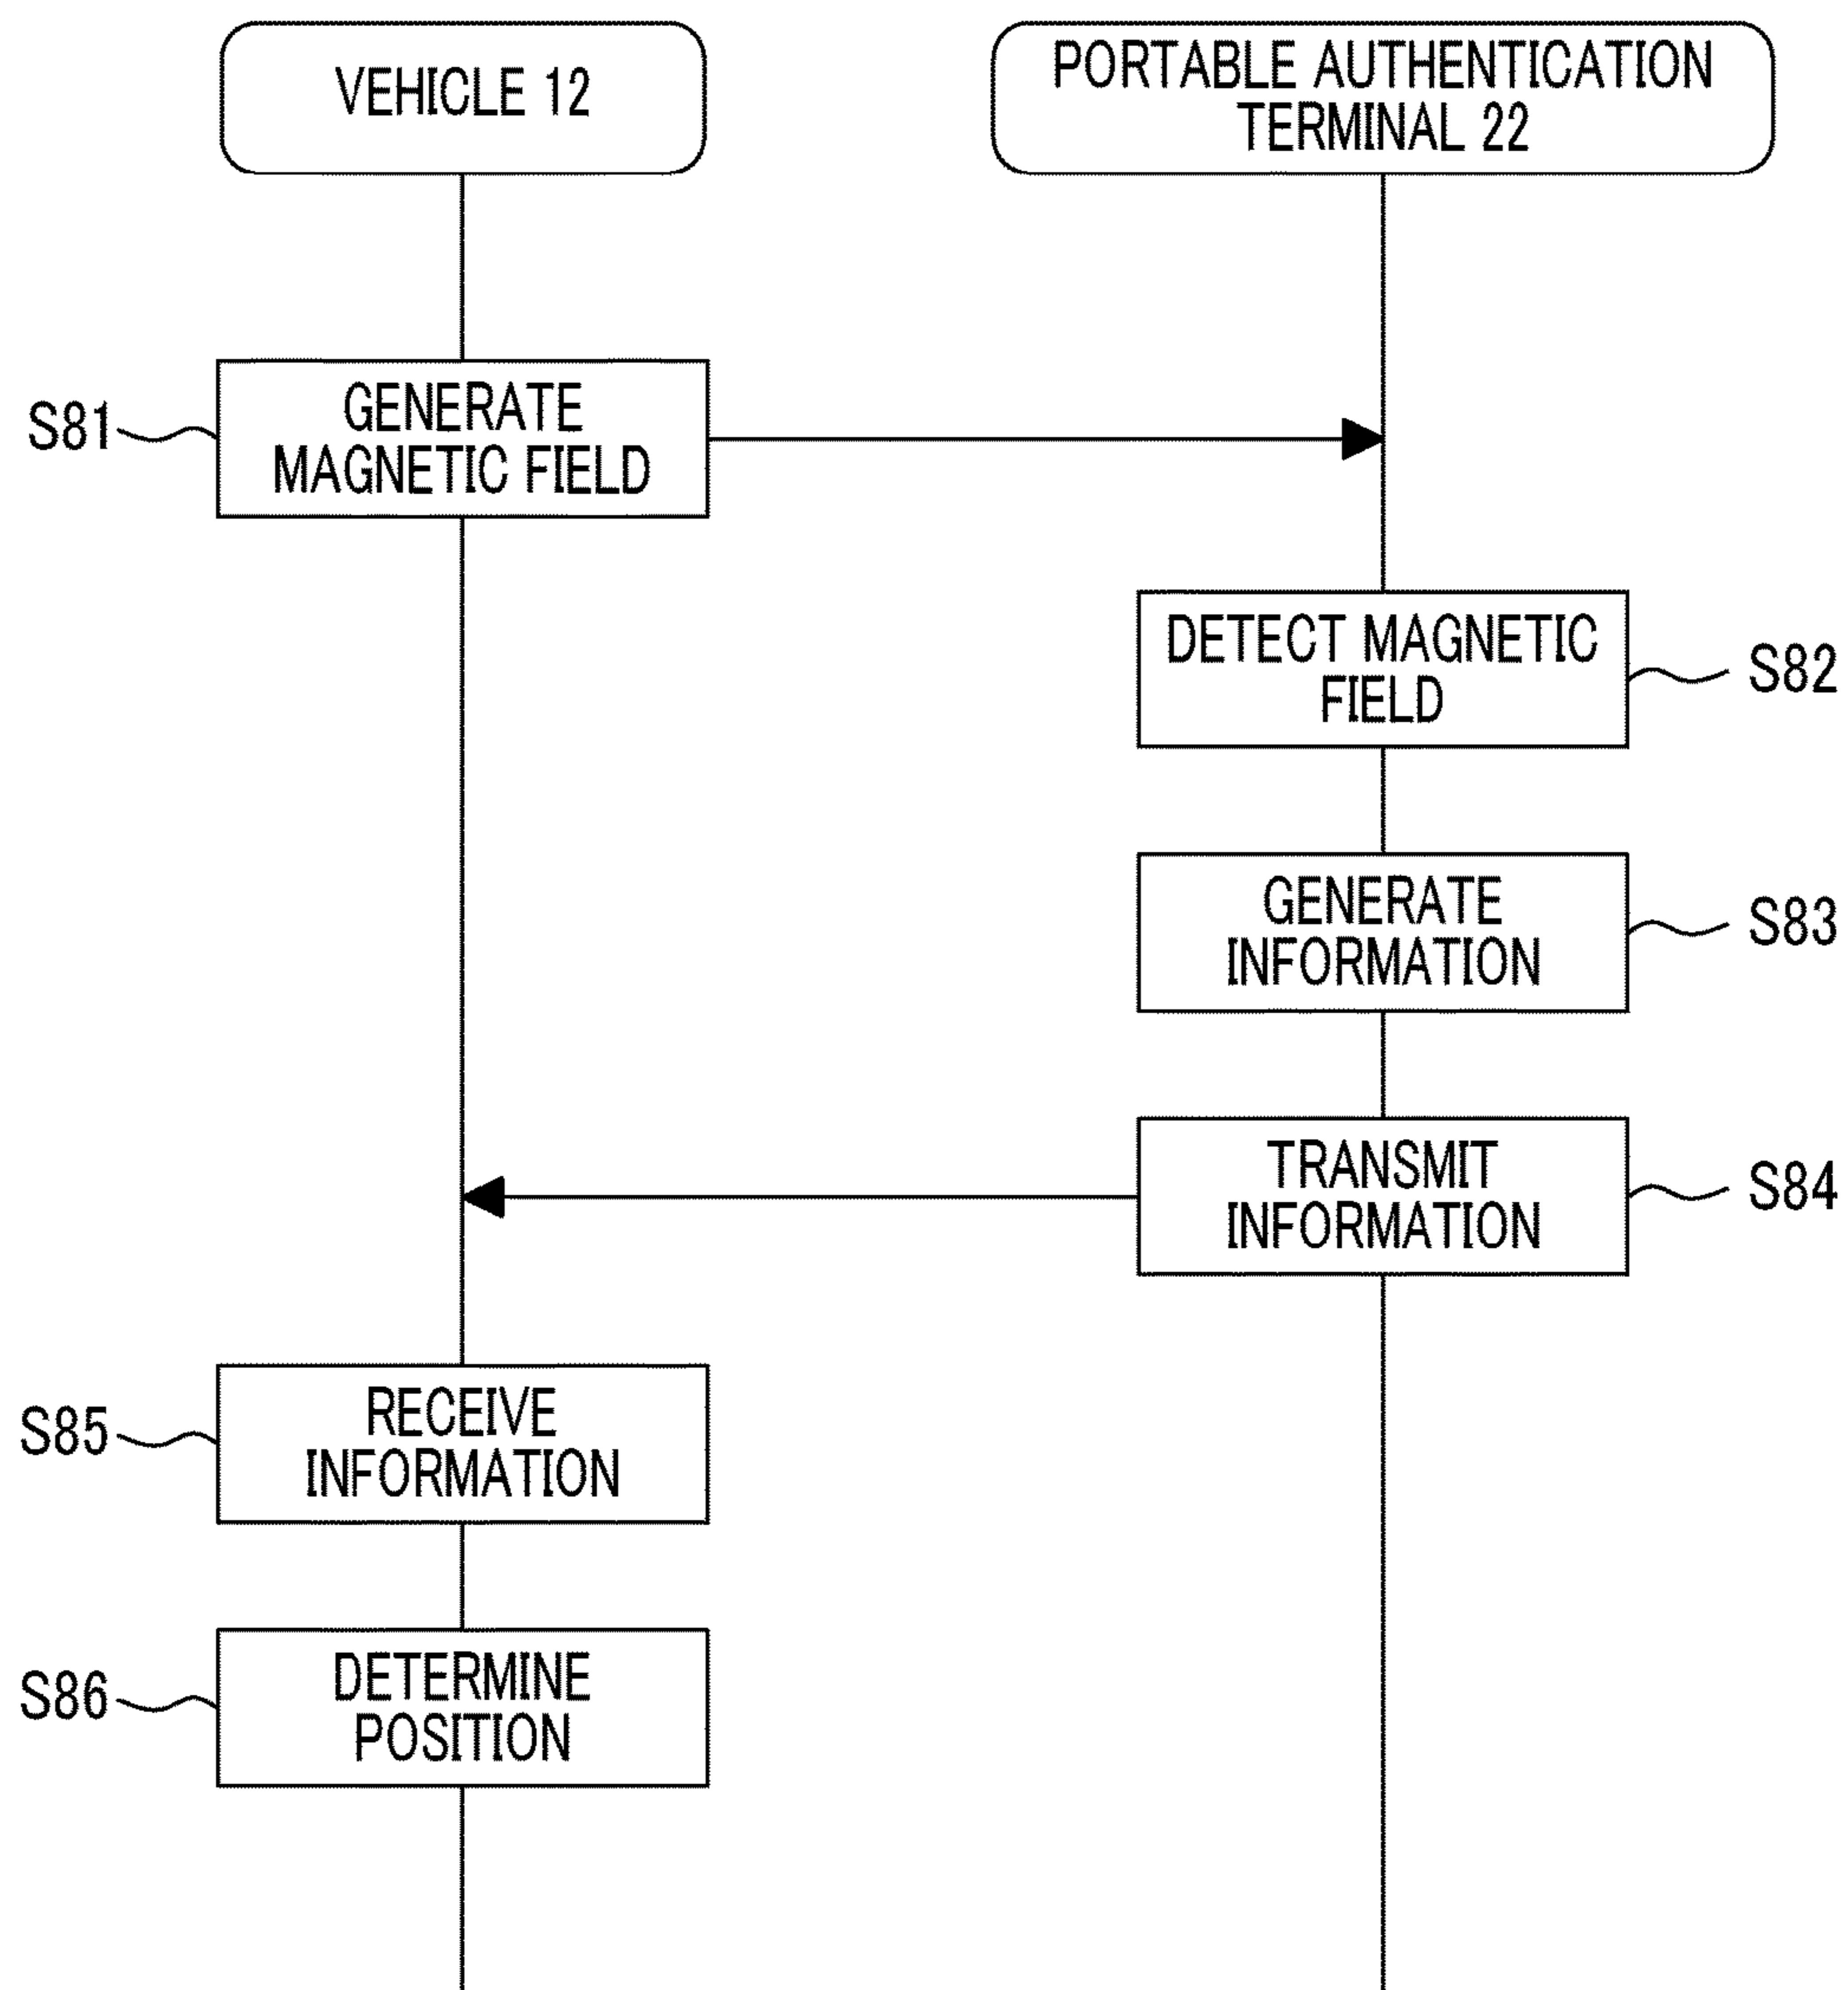 VEHICLE 12
PORTABLE AUTHENTICATION
TERMINAL 22
S81
GENERATE
MAGNETIC FIELD
DETECT MAGNETIC
FIELD
S82
GENERATE
INFORMATION
S83
TRANSMIT
INFORMATION
S84
S85
RECEIVE
INFORMATION
S86
DETERMINE
POSITION